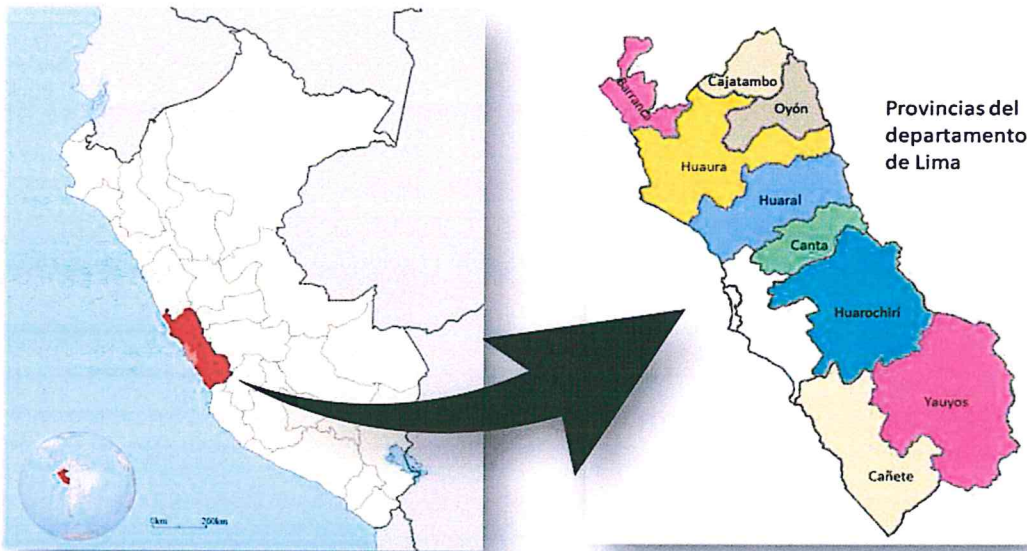 Barranca
Cajatambo
Oyón
Provincias del
departamento
de Lima
Huaura
Huaral
Canta
Huarochirí
Yauyos
Cañete
0km 200km